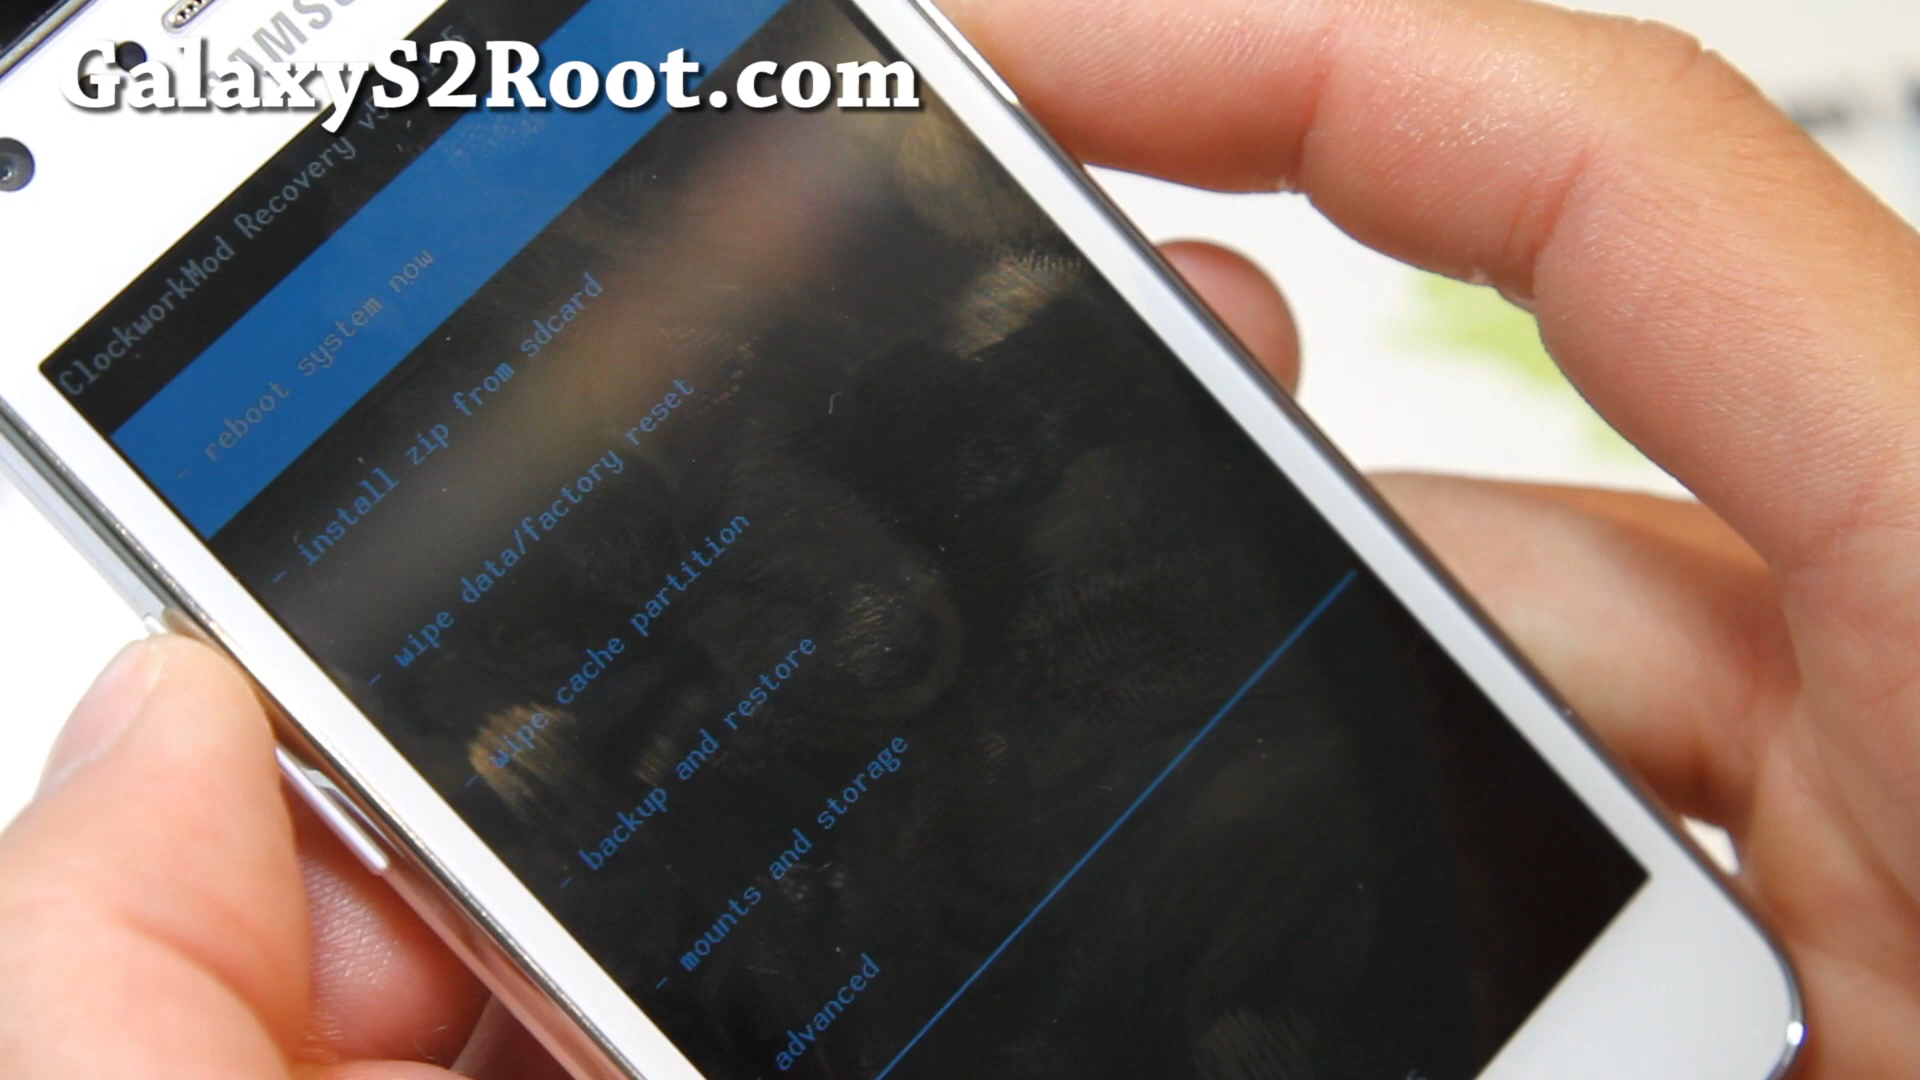 GalaxyS2Root.com
SAMSU
ClockworkMod Recovery
- reboot system now
- install zip from sdcard
- wipe data/factory reset
- wipe cache partition
- backup and restore
- mounts and storage
- advanced